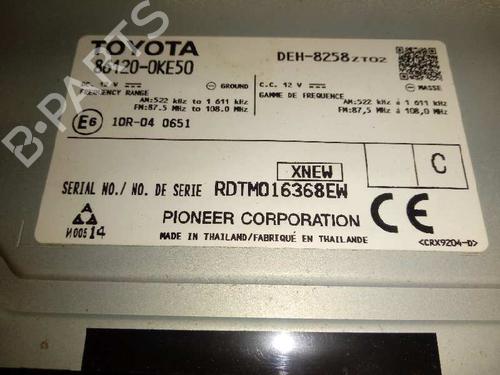 TOYOTA
86120-0KE50
DEH-8258ZT02
C.C. 12 V
GROUND
C.C. 12 V
MASSE
FREQUENCY RANGE
GAMME DE FREQUENCE
AM:522 kHz to 1 611 kHz
AM:522 kHz à 1 611 kHz
FM:87.5 MHz to 108.0 MHz
FM:87,5 MHz à 108,0 MHz
E6 10R-04 0651
XNEW
C
SERIAL NO./ NO. DE SERIE RDTM016368EW
PIONEER CORPORATION
CE
N005 14
MADE IN THAILAND/FABRIQUÉ EN THAILANDE
<CRX9204-D>
B-PARTS